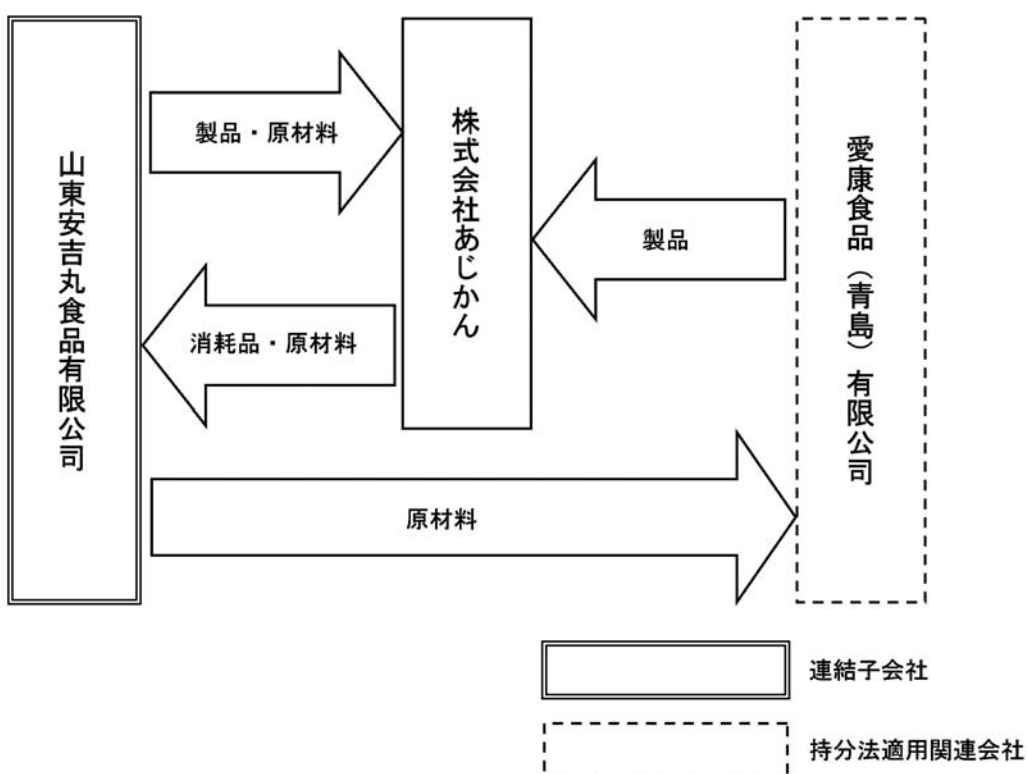 山東安吉丸食品有限公司
製品・原材料
消耗品・原材料
株式会社あじかん
製品
愛康食品（青島）有限公司
原材料
連結子会社
持分法適用関連会社